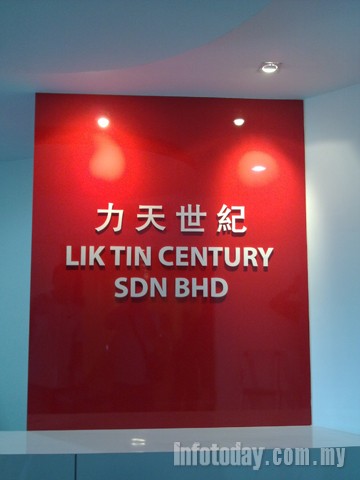 力天世紀
LIK TIN CENTURY
SDN BHD
infotoday.com.my